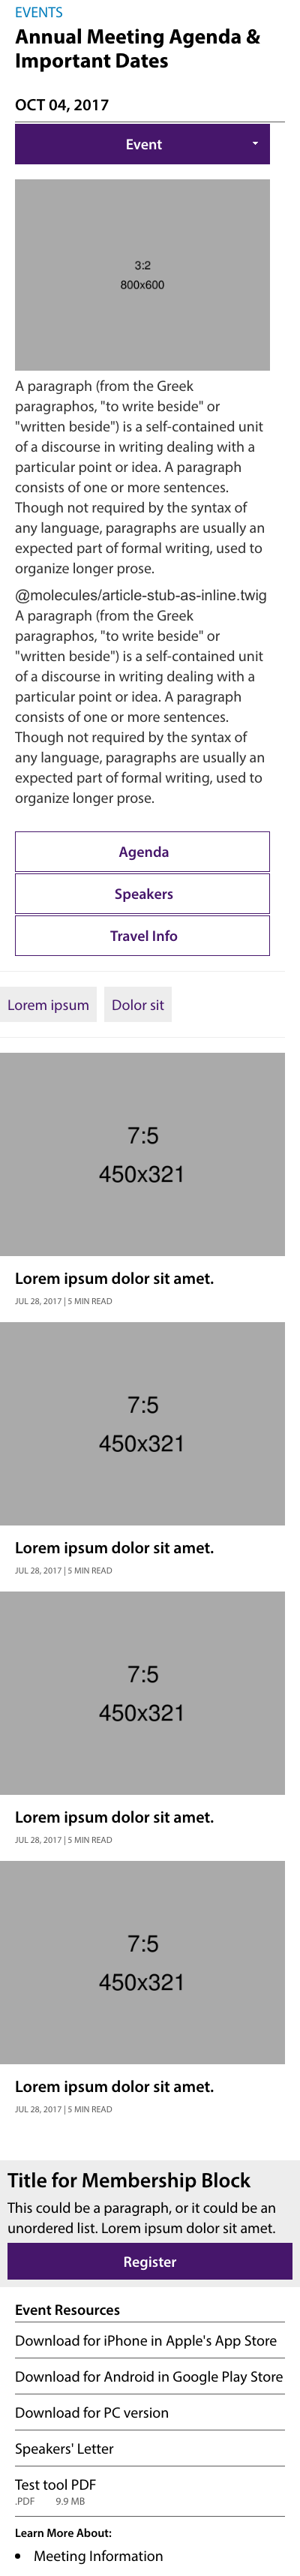 EVENTS
Annual Meeting Agenda &
Important Dates
OCT 04, 2017
Event
3:2
800x600
A paragraph (from the Greek
paragraphos, "to write beside" or
"written beside") is a self-contained unit
of a discourse in writing dealing with a
particular point or idea. A paragraph
consists of one or more sentences.
Though not required by the syntax of
any language, paragraphs are usually an
expected part of formal writing, used to
organize longer prose.
@molecules/article-stub-as-inline.twig
A paragraph (from the Greek
paragraphos, "to write beside" or
"written beside") is a self-contained unit
of a discourse in writing dealing with a
particular point or idea. A paragraph
consists of one or more sentences.
Though not required by the syntax of
any language, paragraphs are usually an
expected part of formal writing, used to
organize longer prose.
Agenda
Speakers
Travel Info
Lorem ipsum Dolor sit
7:5
450x321
Lorem ipsum dolor sit amet.
JUL 28, 2017 | 5 MIN READ
7:5
450x321
Lorem ipsum dolor sit amet.
JUL 28, 2017 | 5 MIN READ
7:5
450x321
Lorem ipsum dolor sit amet.
JUL 28, 2017 | 5 MIN READ
7:5
450x321
Lorem ipsum dolor sit amet.
JUL 28, 2017 | 5 MIN READ
Title for Membership Block
This could be a paragraph, or it could be an
unordered list. Lorem ipsum dolor sit amet.
Register
Event Resources
Download for iPhone in Apple's App Store
Download for Android in Google Play Store
Download for PC version
Speakers' Letter
Test tool PDF
.PDF 9.9 MB
Learn More About:
• Meeting Information